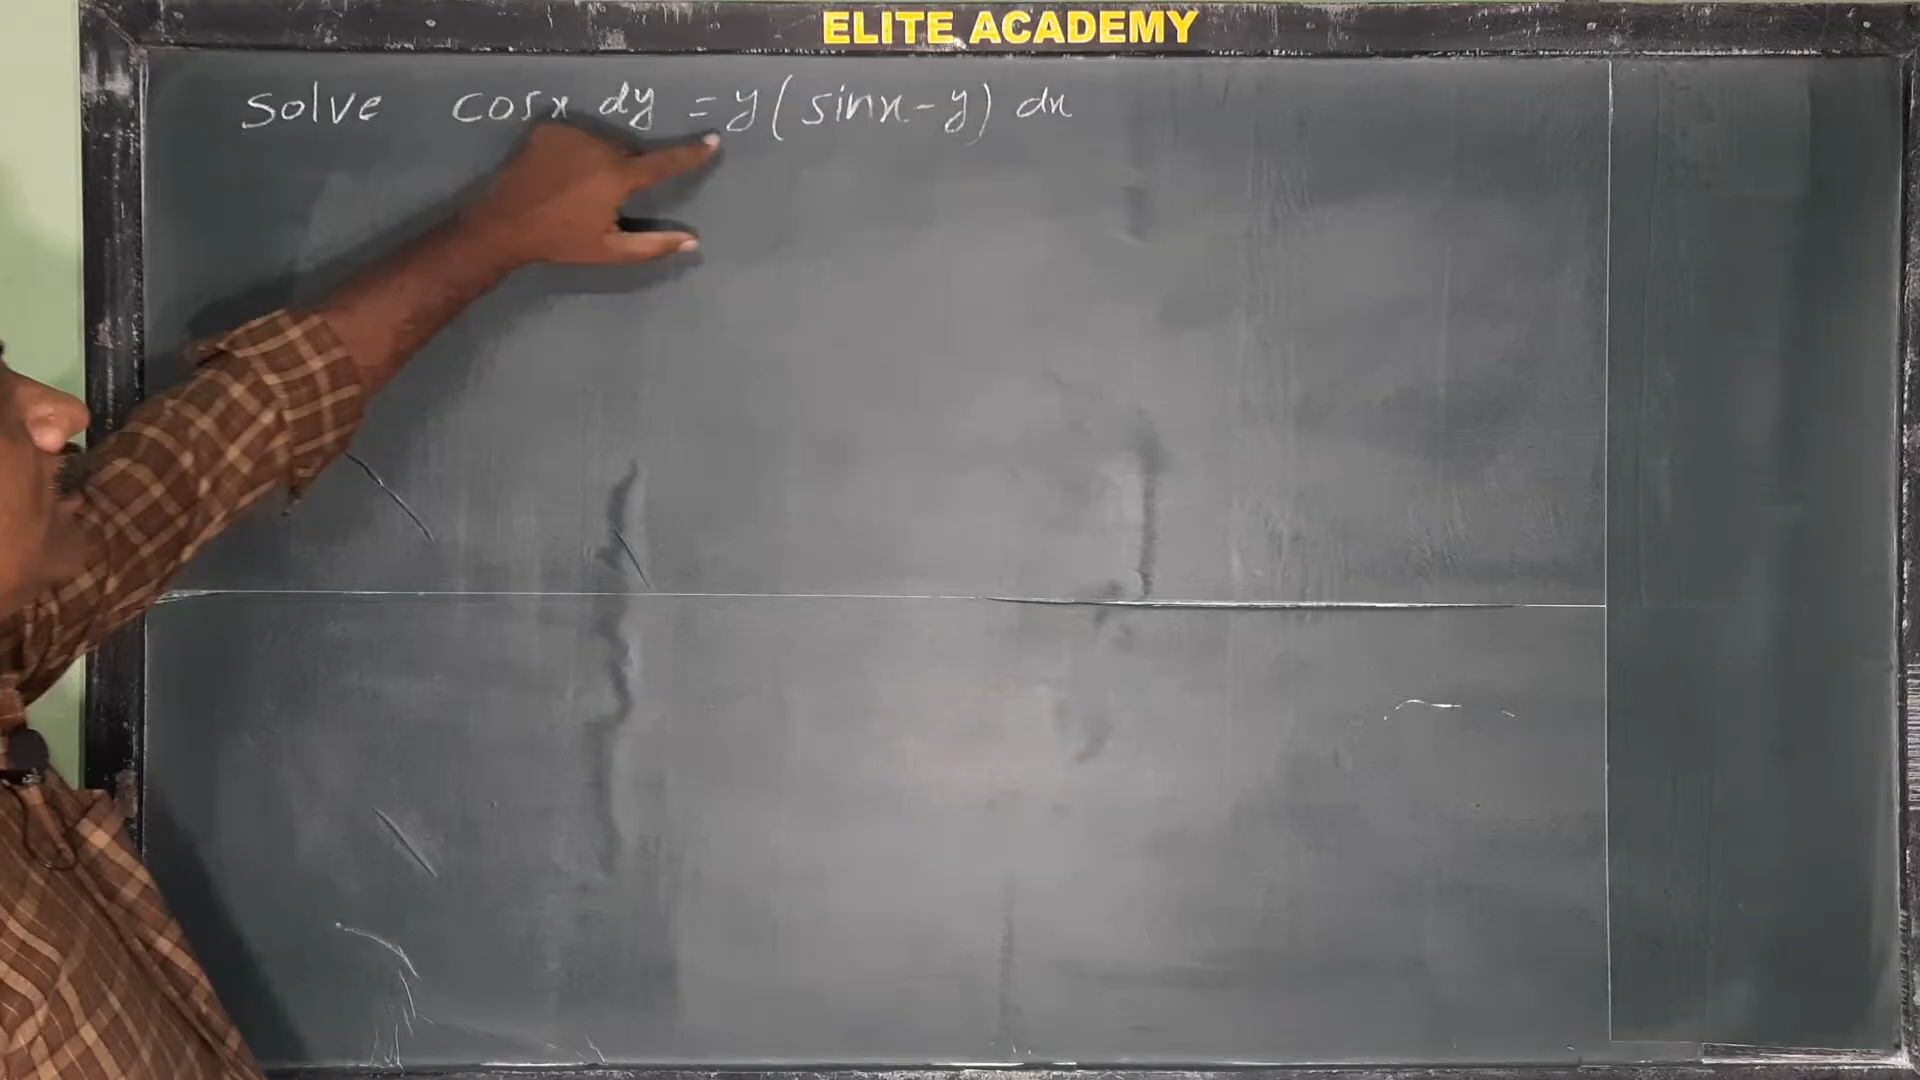 ELITE ACADEMY
Solve cosx dy = y(sinx-y) dx